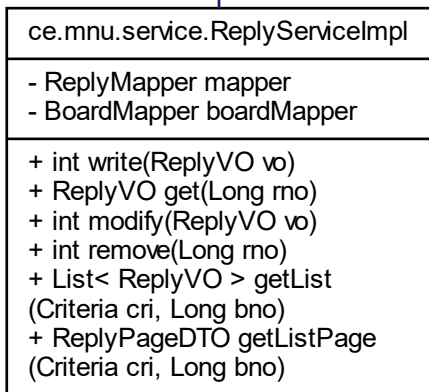 ce.mnu.service.ReplyServiceImpl
- ReplyMapper mapper
- BoardMapper boardMapper
+ int write(ReplyVO vo)
+ ReplyVO get(Long rno)
+ int modify(ReplyVO vo)
+ int remove(Long rno)
+ List< ReplyVO > getList
(Criteria cri, Long bno)
+ ReplyPageDTO getListPage
(Criteria cri, Long bno)